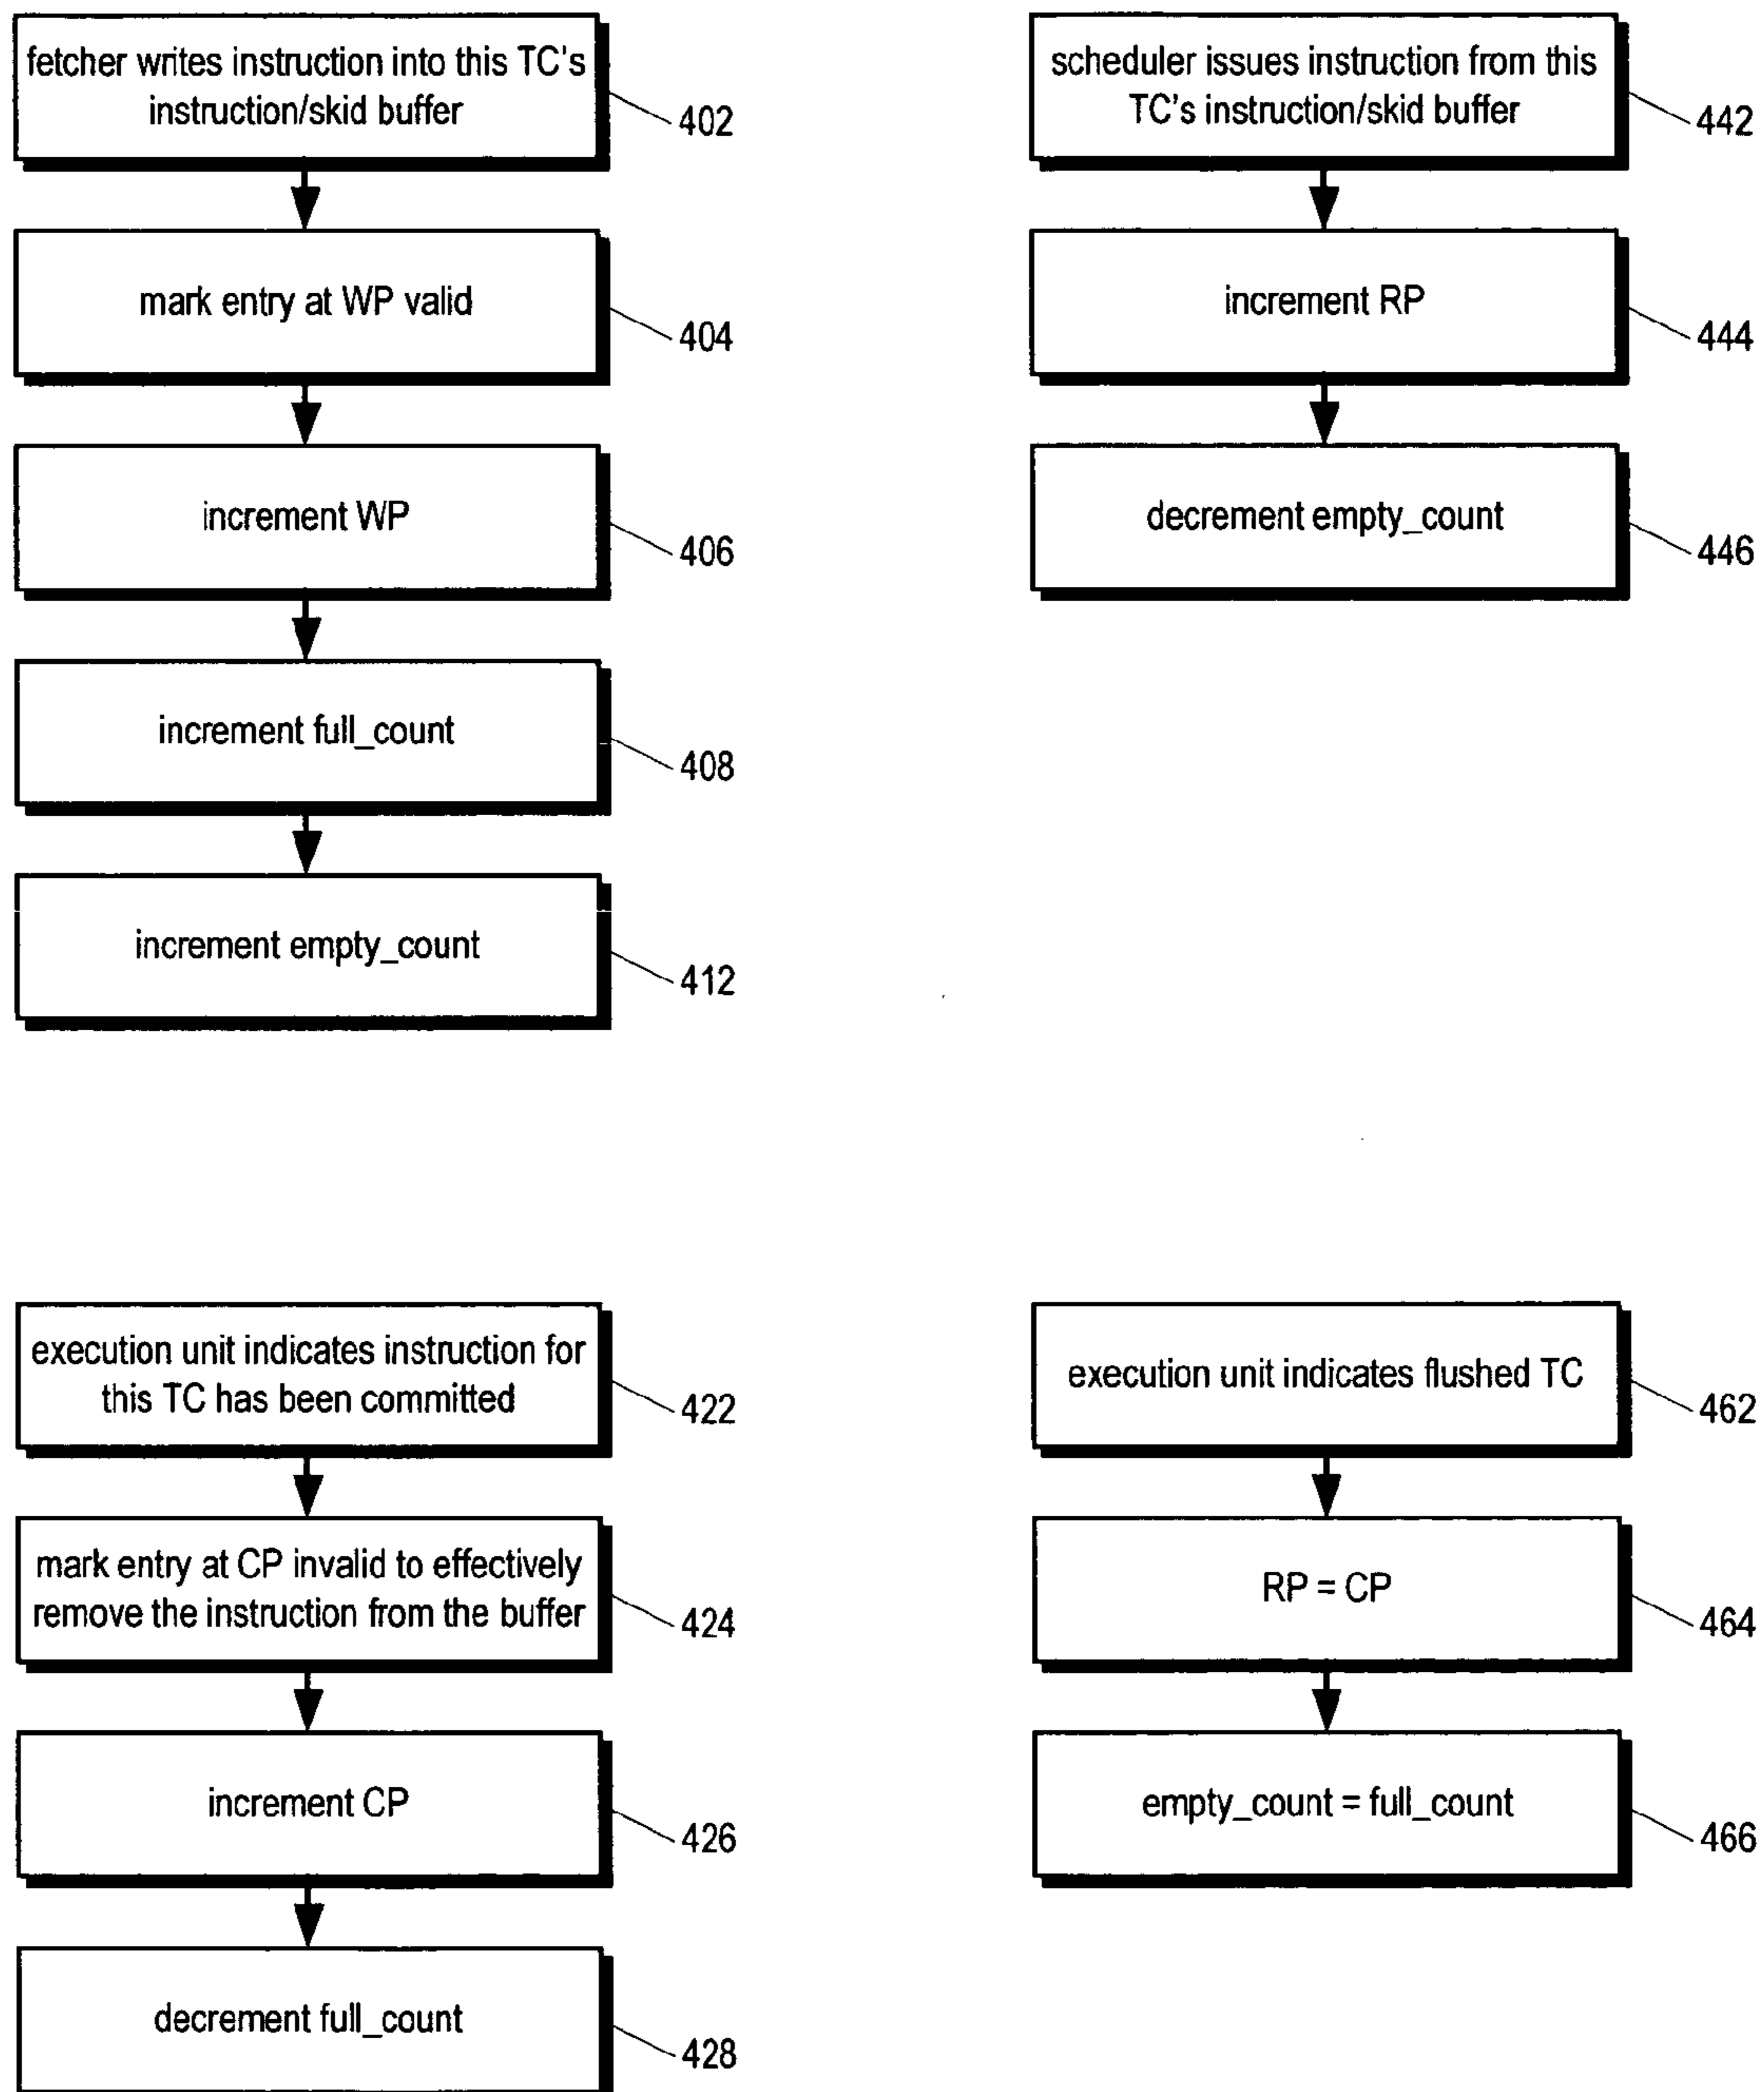 fetcher writes instruction into this TC's
instruction/skid buffer
402
mark entry at WP valid
404
increment WP
406
increment full_count
408
increment empty_count
412
scheduler issues instruction from this
TC's instruction/skid buffer
442
increment RP
444
decrement empty_count
446
execution unit indicates instruction for
this TC has been committed
422
mark entry at CP invalid to effectively
remove the instruction from the buffer
424
increment CP
426
decrement full_count
428
execution unit indicates flushed TC
462
RP = CP
464
empty_count = full_count
466